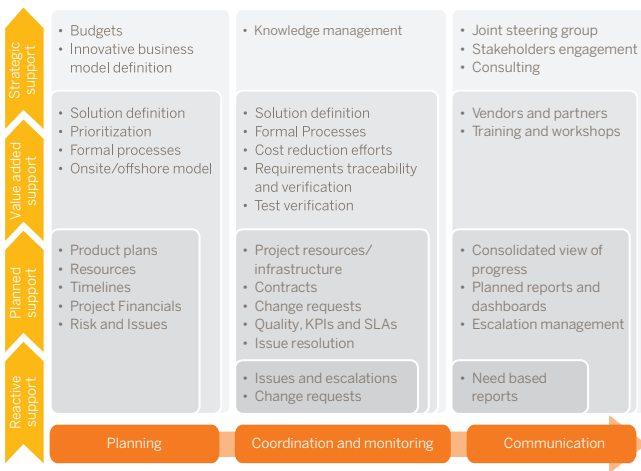 Strategic
support
• Budgets
• Innovative business
model definition
• Knowledge management
• Joint steering group
• Stakeholders engagement
• Consulting
Value added
support
• Solution definition
• Prioritization
• Formal processes
• Onsite/offshore model
• Solution definition
• Formal Processes
• Cost reduction efforts
• Requirements traceability
and verification
• Test verification
• Vendors and partners
• Training and workshops
Planned
support
• Product plans
• Resources
• Timelines
• Project Financials
• Risk and Issues
• Project resources/
infrastructure
• Contracts
• Change requests
• Quality, KPIs and SLAs
• Issue resolution
• Consolidated view of
progress
• Planned reports and
dashboards
• Escalation management
Reactive
support
• Issues and escalations
• Change requests
• Need based
reports
Planning
Coordination and monitoring
Communication